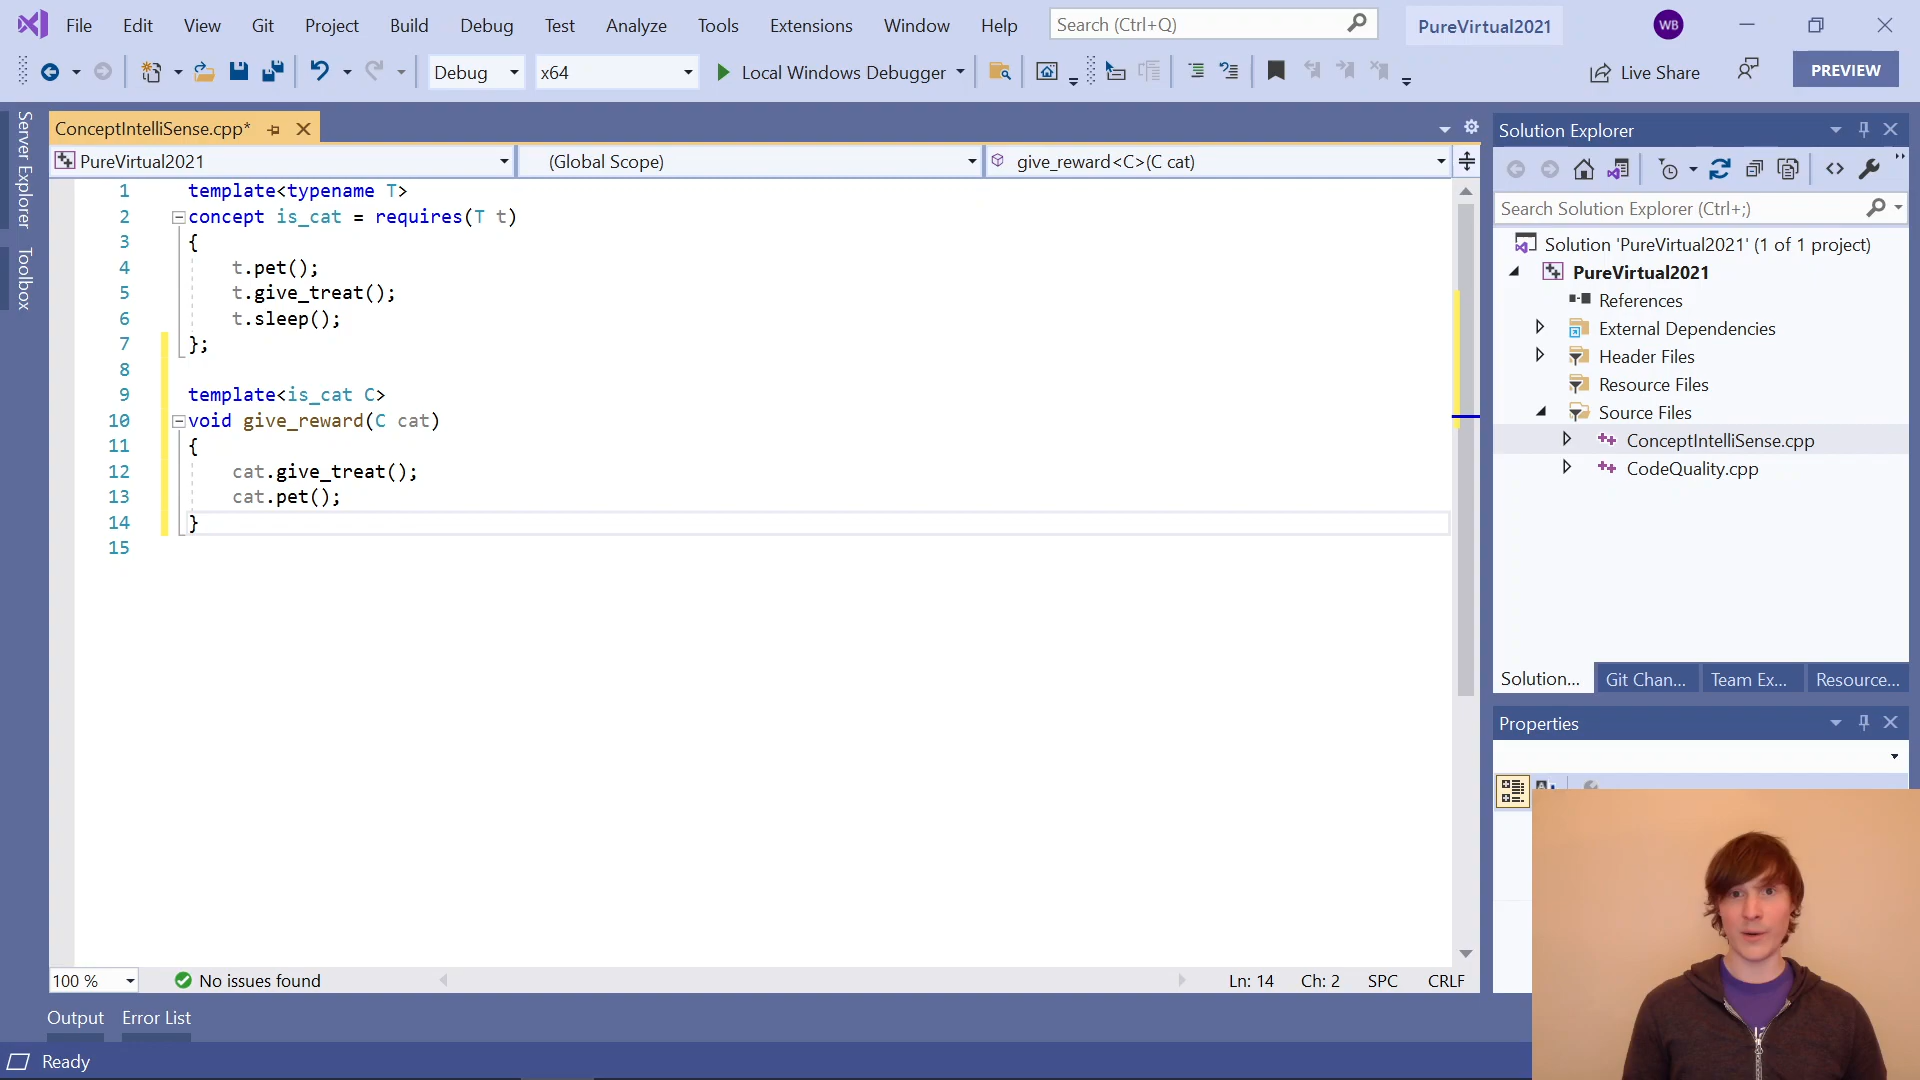 File Edit View Git Project Build Debug Test Analyze Tools Extensions Window Help Search (Ctrl+Q) PureVirtual2021 WB
Debug x64 Local Windows Debugger Live Share PREVIEW
Server Explorer
Toolbox
ConceptIntelliSense.cpp*
PureVirtual2021 (Global Scope) give_reward<C>(C cat)
1 template<typename T>
2 concept is_cat = requires(T t)
3 {
4 t.pet();
5 t.give_treat();
6 t.sleep();
7 };
8
9 template<is_cat C>
10 void give_reward(C cat)
11 {
12 cat.give_treat();
13 cat.pet();
14 }
15
100 % No issues found Ln: 14 Ch: 2 SPC CRLF
Output Error List
Ready
Solution Explorer
Search Solution Explorer (Ctrl+;)
Solution 'PureVirtual2021' (1 of 1 project)
PureVirtual2021
References
External Dependencies
Header Files
Resource Files
Source Files
ConceptIntelliSense.cpp
CodeQuality.cpp
Solution... Git Chan... Team Ex... Resource...
Properties